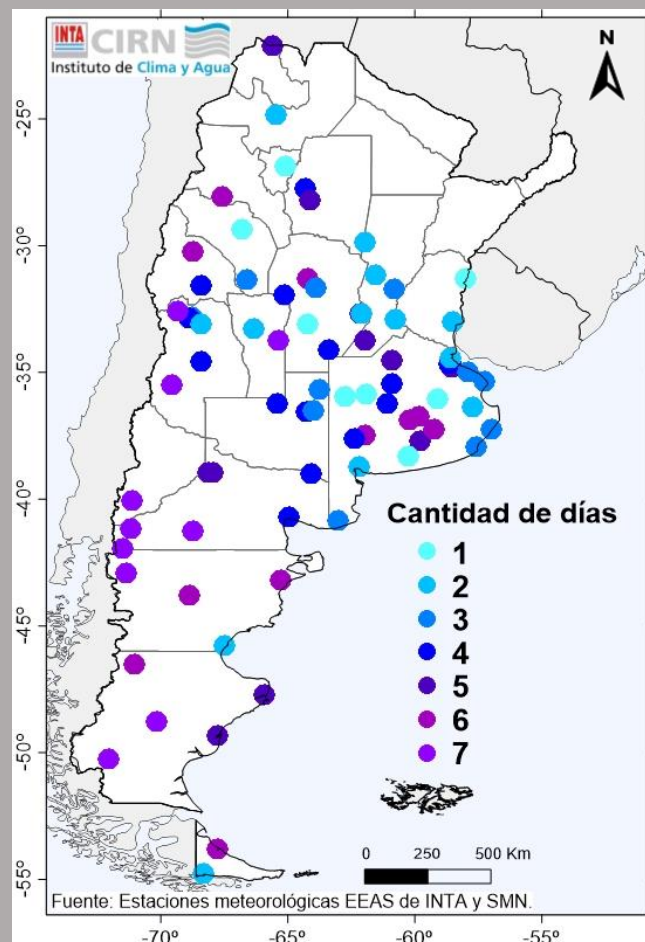 INTA CIRN
Instituto de Clima y Agua
N
-25°
-30°
-35°
-40°
-45°
-50°
-55°
Cantidad de días
1
2
3
4
5
6
7
0 250 500 Km
Fuente: Estaciones meteorológicas EEAS de INTA y SMN.
-70° -65° -60° -55°